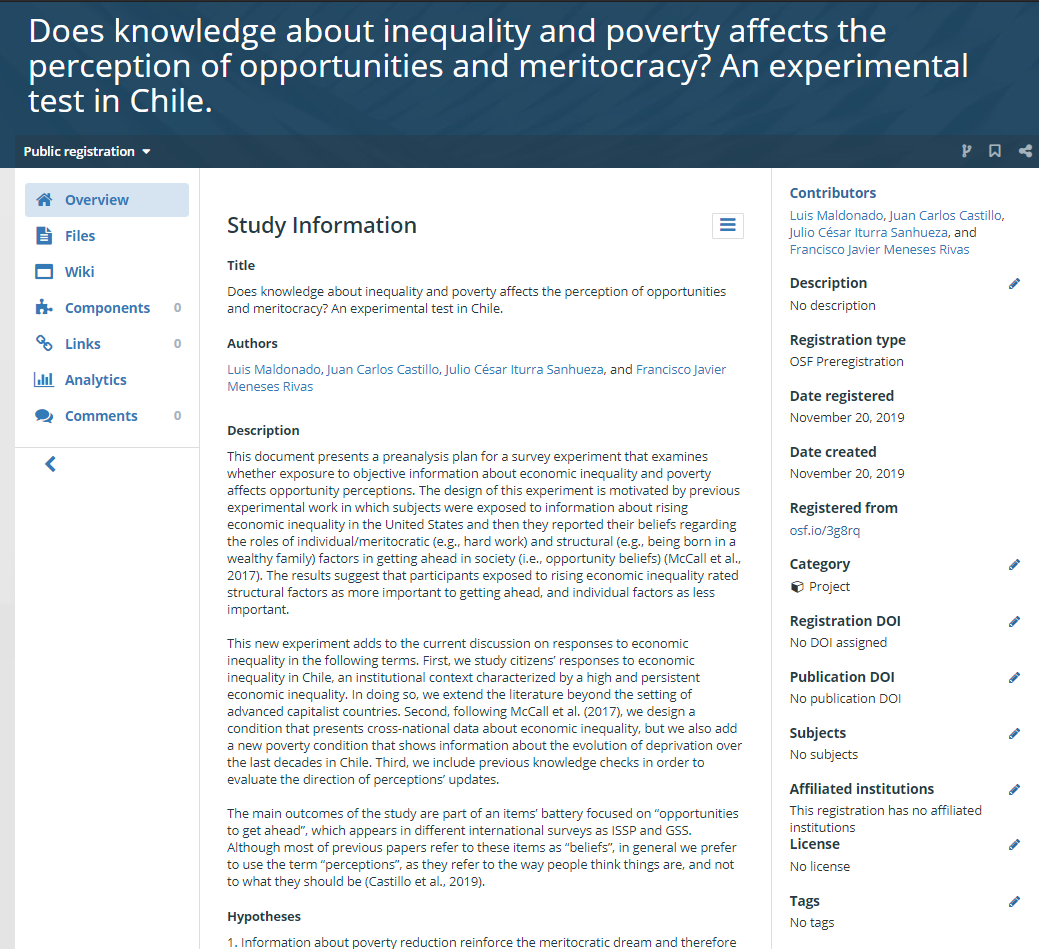 Does knowledge about inequality and poverty affects the
perception of opportunities and meritocracy? An experimental
test in Chile.
Public registration
Overview
Files
Wiki
Components 0
Links 0
Analytics
Comments 0
Study Information
Title
Does knowledge about inequality and poverty affects the perception of opportunities
and meritocracy? An experimental test in Chile.
Authors
Luis Maldonado, Juan Carlos Castillo, Julio César Iturra Sanhueza, and Francisco Javier
Meneses Rivas
Description
This document presents a preanalysis plan for a survey experiment that examines
whether exposure to objective information about economic inequality and poverty
affects opportunity perceptions. The design of this experiment is motivated by previous
experimental work in which subjects were exposed to information about rising
economic inequality in the United States and then they reported their beliefs regarding
the roles of individual/meritocratic (e.g., hard work) and structural (e.g., being born in a
wealthy family) factors in getting ahead in society (i.e., opportunity beliefs) (McCall et al.,
2017). The results suggest that participants exposed to rising economic inequality rated
structural factors as more important to getting ahead, and individual factors as less
important.
This new experiment adds to the current discussion on responses to economic
inequality in the following terms. First, we study citizens’ responses to economic
inequality in Chile, an institutional context characterized by a high and persistent
economic inequality. In doing so, we extend the literature beyond the setting of
advanced capitalist countries. Second, following McCall et al. (2017), we design a
condition that presents cross-national data about economic inequality, but we also add
a new poverty condition that shows information about the evolution of deprivation over
the last decades in Chile. Third, we include previous knowledge checks in order to
evaluate the direction of perceptions’ updates.
The main outcomes of the study are part of an items’ battery focused on “opportunities
to get ahead”, which appears in different international surveys as ISSP and GSS.
Although most of previous papers refer to these items as “beliefs”, in general we prefer
to use the term “perceptions”, as they refer to the way people think things are, and not
to what they should be (Castillo et al., 2019).
Hypotheses
1. Information about poverty reduction reinforce the meritocratic dream and therefore
Contributors
Luis Maldonado, Juan Carlos Castillo,
Julio César Iturra Sanhueza, and
Francisco Javier Meneses Rivas
Description
No description
Registration type
OSF Preregistration
Date registered
November 20, 2019
Date created
November 20, 2019
Registered from
osf.io/3g8rq
Category
Project
Registration DOI
No DOI assigned
Publication DOI
No publication DOI
Subjects
No subjects
Affiliated institutions
This registration has no affiliated
institutions
License
No license
Tags
No tags